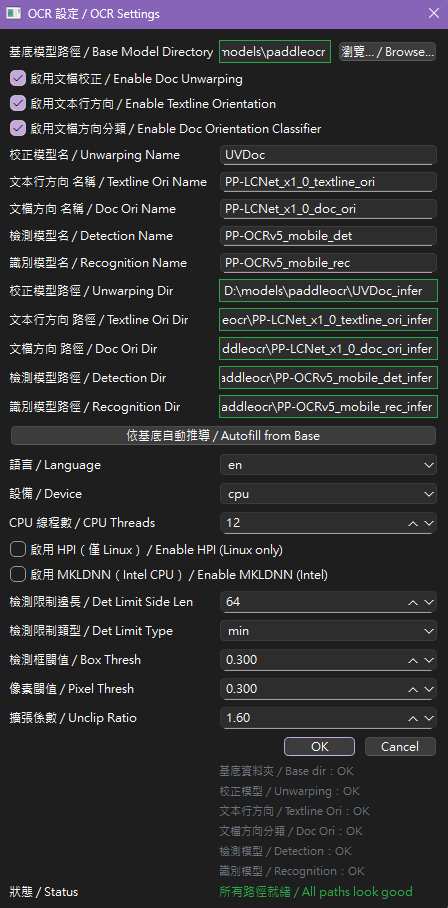 OCR 設定 / OCR Settings
基底模型路徑 / Base Model Directory models\paddleocr 瀏覽... / Browse...
啟用文檔校正 / Enable Doc Unwarping
啟用文本行方向 / Enable Textline Orientation
啟用文檔方向分類 / Enable Doc Orientation Classifier
校正模型名 / Unwarping Name UVDoc
文本行方向 名稱 / Textline Ori Name PP-LCNet_x1_0_textline_ori
文檔方向 名稱 / Doc Ori Name PP-LCNet_x1_0_doc_ori
檢測模型名 / Detection Name PP-OCRv5_mobile_det
識別模型名 / Recognition Name PP-OCRv5_mobile_rec
校正模型路徑 / Unwarping Dir D:\models\paddleocr\UVDoc_infer
文本行方向 路徑 / Textline Ori Dir eocr\PP-LCNet_x1_0_textline_ori_infer
文檔方向 路徑 / Doc Ori Dir ddleocr\PP-LCNet_x1_0_doc_ori_infer
檢測模型路徑 / Detection Dir addleocr\PP-OCRv5_mobile_det_infer
識別模型路徑 / Recognition Dir addleocr\PP-OCRv5_mobile_rec_infer
依基底自動推導 / Autofill from Base
語言 / Language en
設備 / Device cpu
CPU 線程數 / CPU Threads 12
啟用 HPI（僅 Linux） / Enable HPI (Linux only)
啟用 MKLDNN（Intel CPU） / Enable MKLDNN (Intel)
檢測限制邊長 / Det Limit Side Len 64
檢測限制類型 / Det Limit Type min
檢測框閾值 / Box Thresh 0.300
像素閾值 / Pixel Thresh 0.300
擴張係數 / Unclip Ratio 1.60
OK Cancel
基底資料夾 / Base dir：OK
校正模型 / Unwarping：OK
文本行方向 / Textline Ori：OK
文檔方向分類 / Doc Ori：OK
檢測模型 / Detection：OK
識別模型 / Recognition：OK
狀態 / Status 所有路徑就緒 / All paths look good